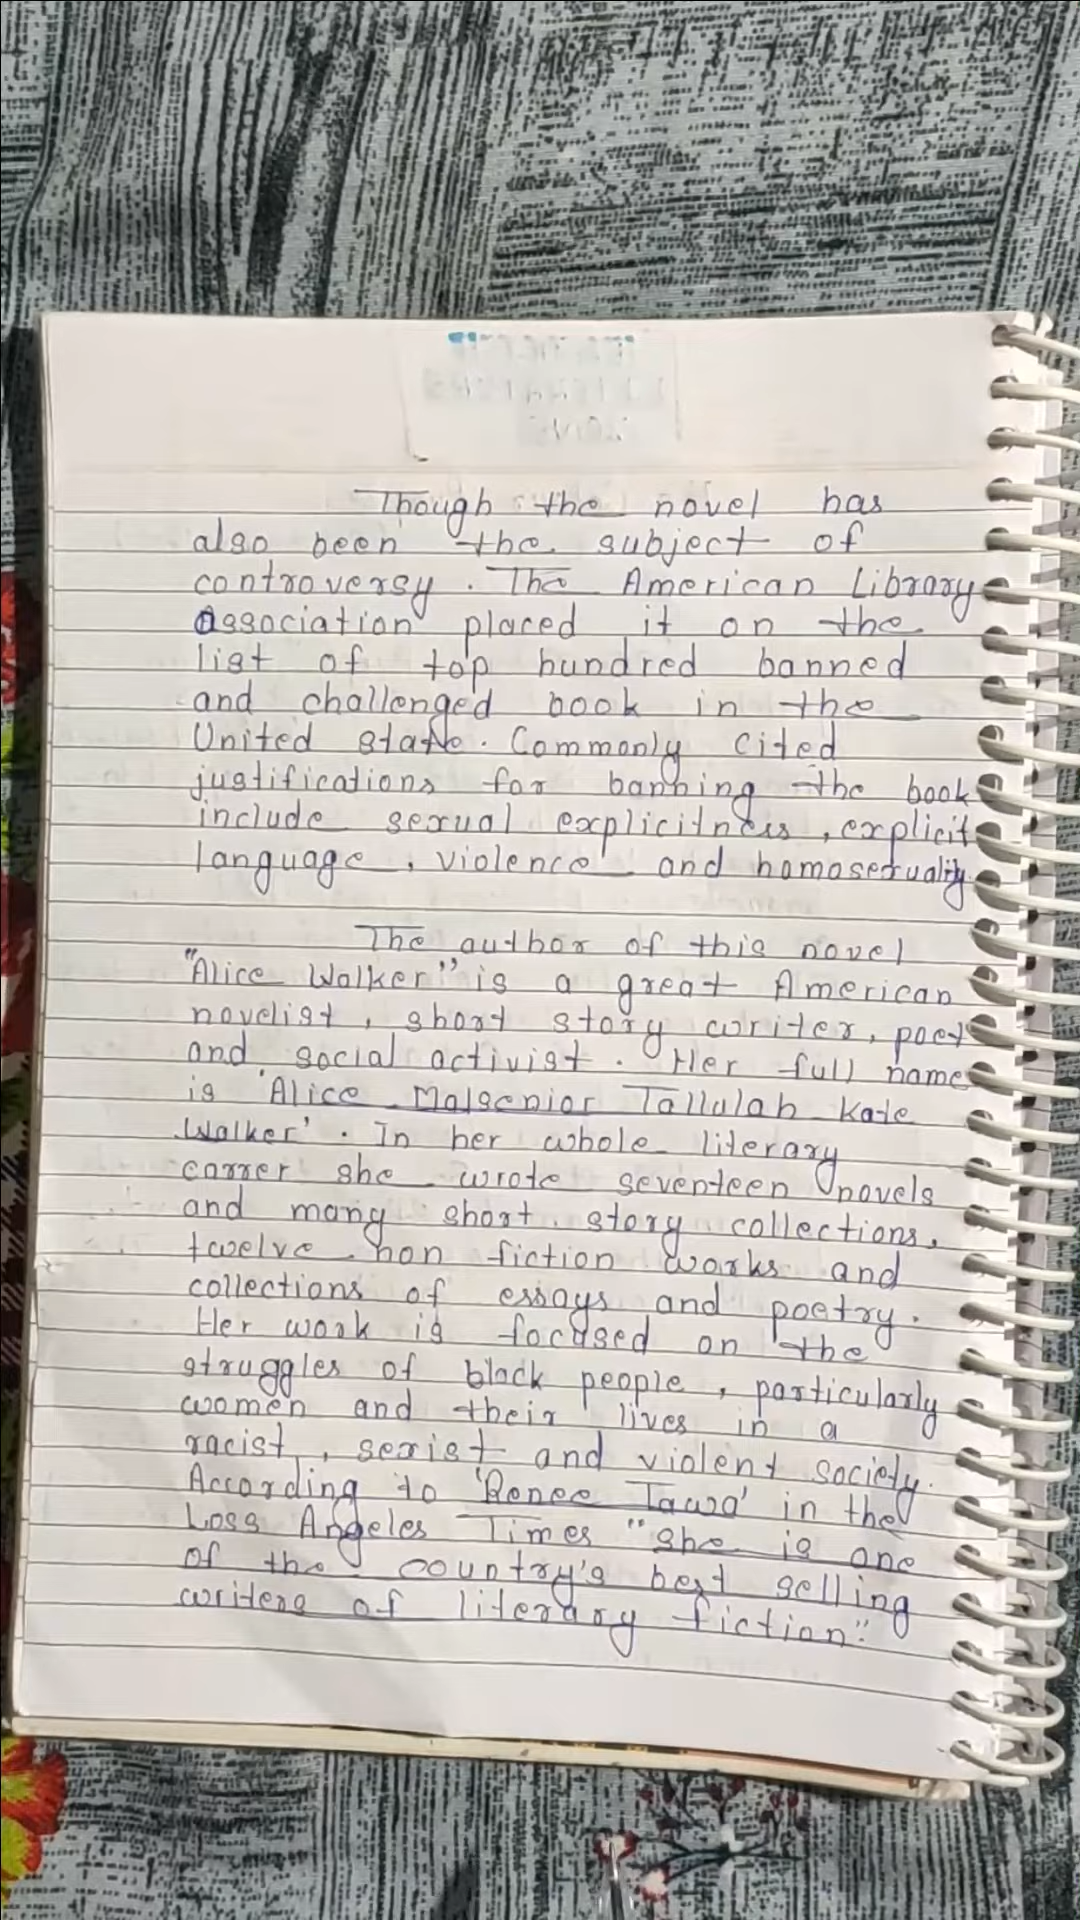 Though the novel has
also been the subject of
controversy. The American Library
Association placed it on the
list of top hundred banned
and challenged book in the
United state. Commonly cited
justifications for banning the book
include sexual explicitness, explicit
language, violence and homosexuality.
The author of this novel
"Alice Walker" is a great American
novelist, short story writer, poet
and social activist. Her full name
is 'Alice Malsenior Tallulah Kate
Walker'. In her whole literary
carrer she wrote seventeen novels
and many short story collections,
twelve non fiction works and
collections of essays and poetry.
Her work is focused on the
struggles of black people, particularly
women and their lives in a
racist, sexist and violent society.
According to 'Renee Tawa' in the
Loss Angeles Times "she is one
of the country's best selling
writers of literary fiction."